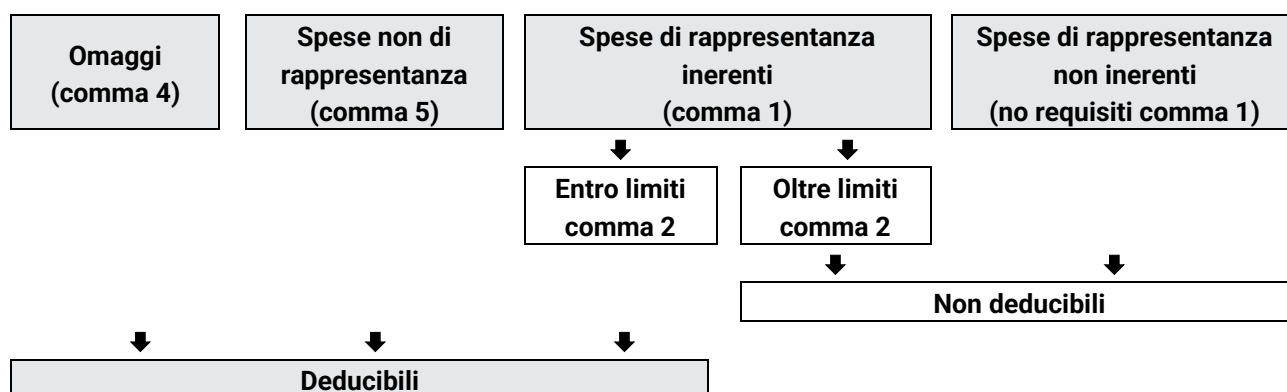 Omaggi
(comma 4)
Spese non di
rappresentanza
(comma 5)
Spese di rappresentanza
inerenti
(comma 1)
Spese di rappresentanza
non inerenti
(no requisiti comma 1)
Entro limiti
comma 2
Oltre limiti
comma 2
Non deducibili
Deducibili